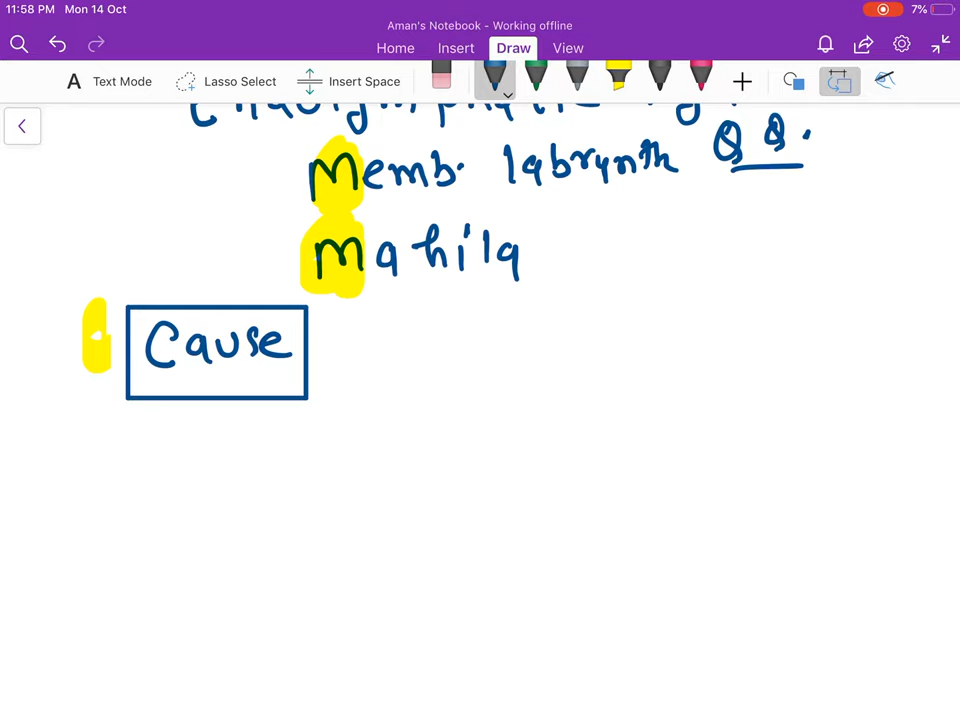 11:58 PM Mon 14 Oct 7%
Aman's Notebook - Working offline
Home Insert Draw View
A Text Mode Lasso Select Insert Space
Memb. labrynth QQ.
Mahila
Cause